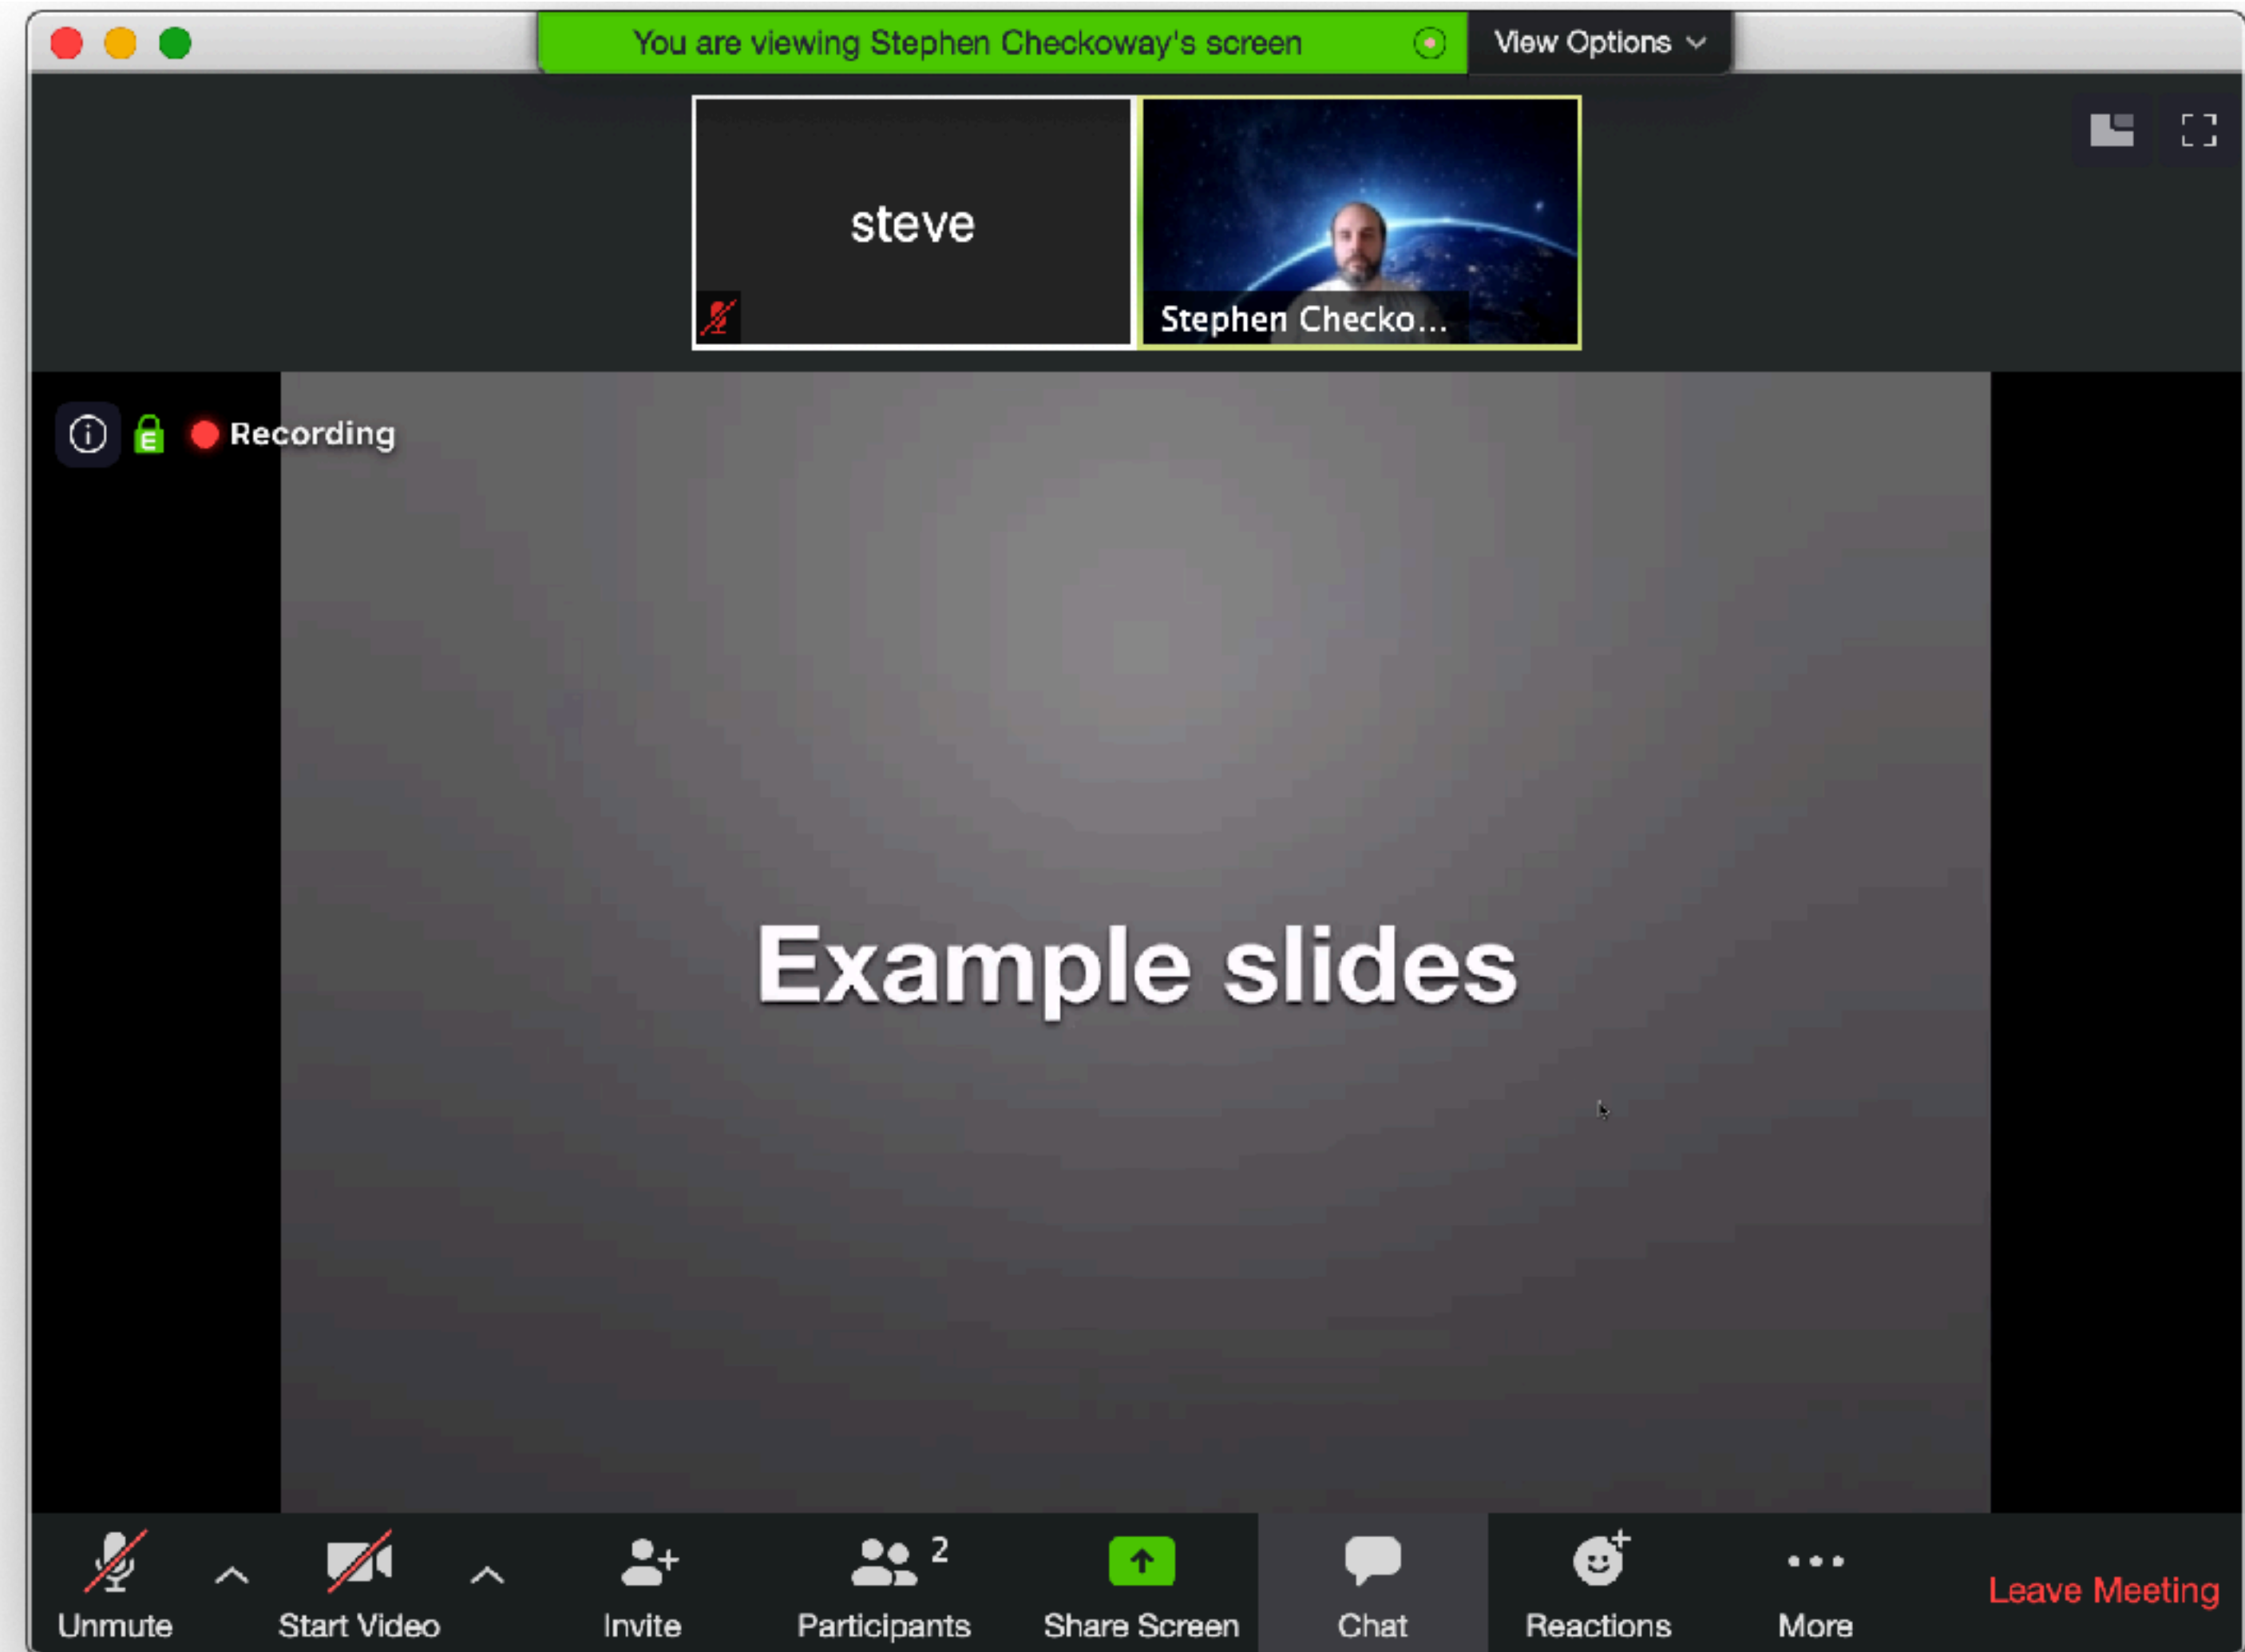 You are viewing Stephen Checkoway's screen
View Options
steve
Stephen Checko...
Recording
Example slides
2
Unmute
Start Video
Invite
Participants
Share Screen
Chat
Reactions
More
Leave Meeting